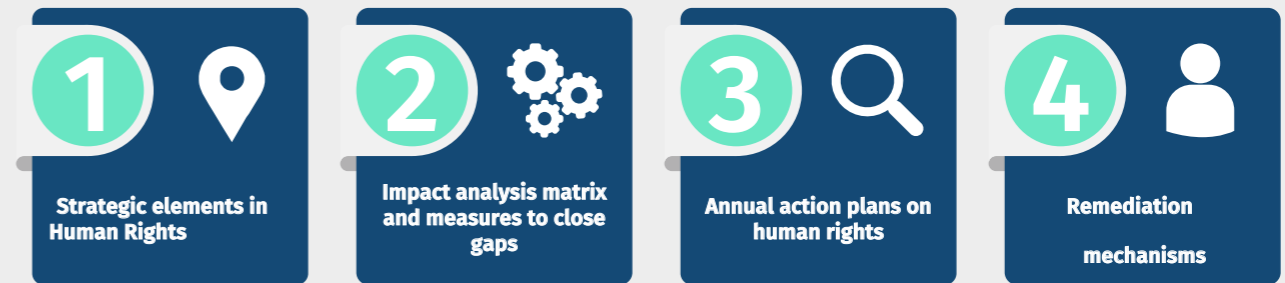 1
Strategic elements in
Human Rights
2
Impact analysis matrix
and measures to close
gaps
3
Annual action plans on
human rights
4
Remediation
mechanisms